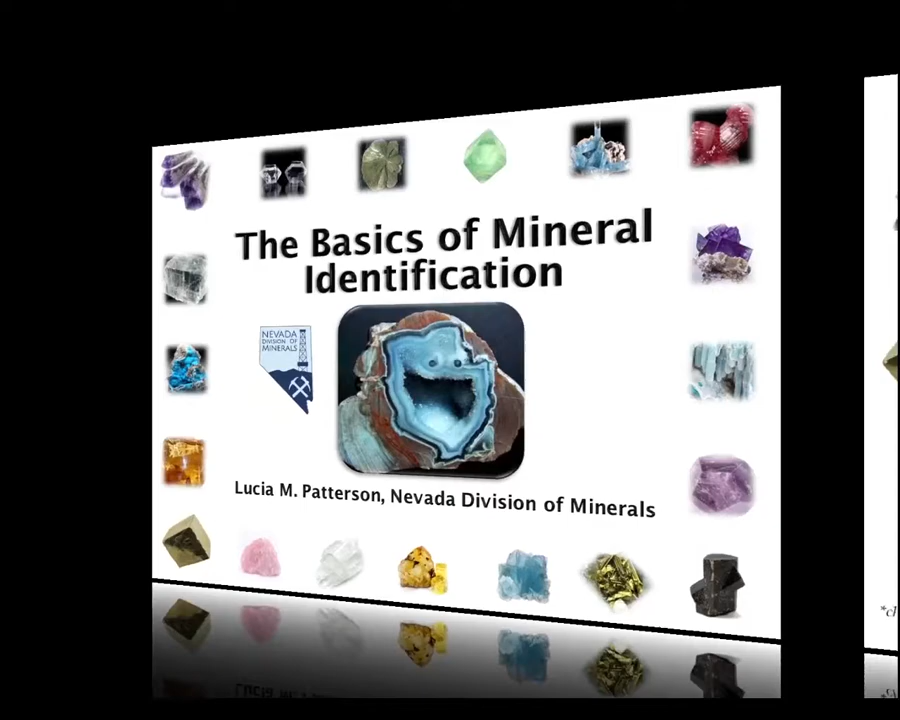 The Basics of Mineral
Identification
NEVADA
DIVISION OF
MINERALS
Lucia M. Patterson, Nevada Division of Minerals